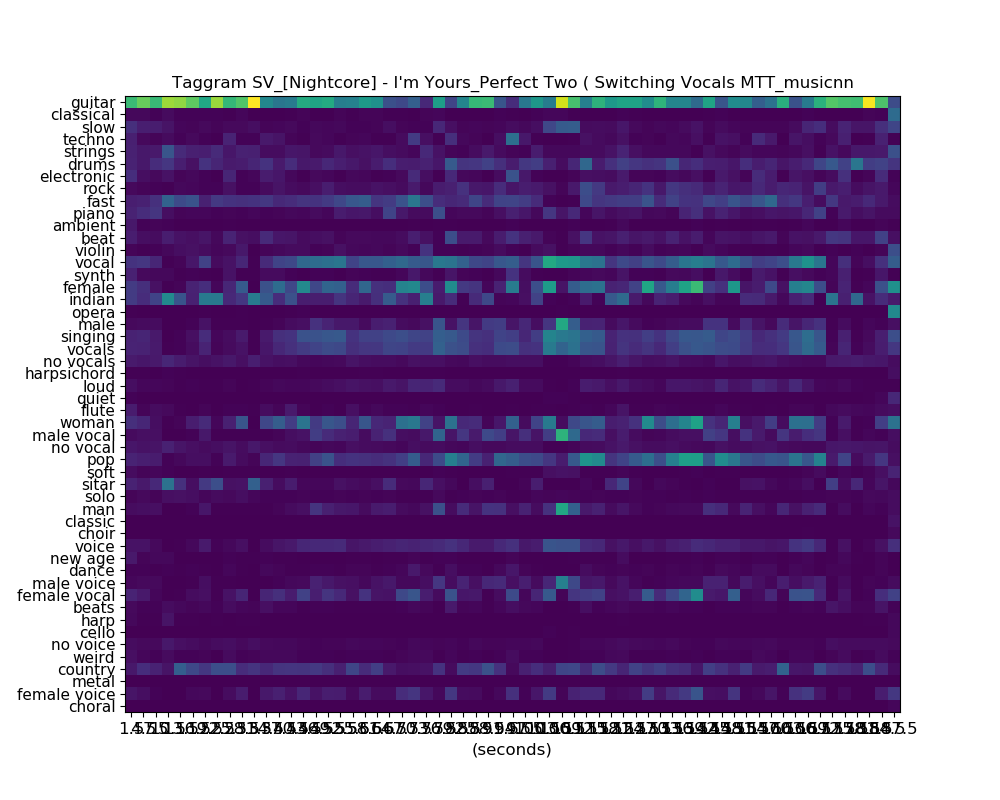 Taggram SV_[Nightcore] - I'm Yours_Perfect Two ( Switching Vocals MTT_musicnn
guitar
classical
slow
techno
strings
drums
electronic
rock
fast
piano
ambient
beat
violin
vocal
synth
female
indian
opera
male
singing
vocals
no vocals
harpsichord
loud
quiet
flute
woman
male vocal
no vocal
pop
soft
sitar
solo
man
classic
choir
voice
new age
dance
male voice
female vocal
beats
harp
cello
no voice
weird
country
metal
female voice
choral
(seconds)